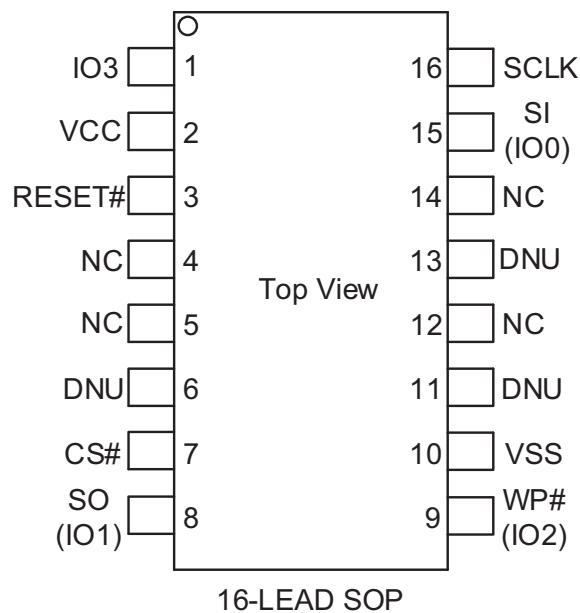 IO3 1 16 SCLK
VCC 2 15 SI
(IO0)
RESET# 3 14 NC
NC 4 13 DNU
Top View
NC 5 12 NC
DNU 6 11 DNU
CS# 7 10 VSS
SO
(IO1) 8 9 WP#
(IO2)
16-LEAD SOP